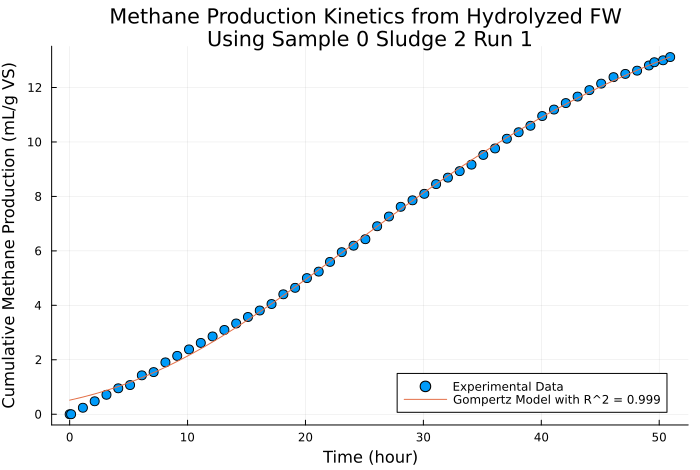 Methane Production Kinetics from Hydrolyzed FW
Using Sample 0 Sludge 2 Run 1
Cumulative Methane Production (mL/g VS)
12
10
8
6
4
2
0
Experimental Data
Gompertz Model with R^2 = 0.999
0
10
20
30
40
50
Time (hour)